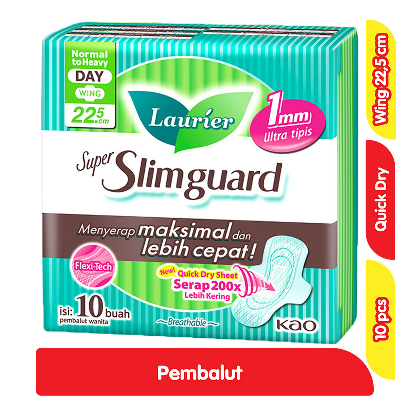 Normal
to Heavy
DAY
WING
22.5 cm
Laurier
1mm
Ultra tipis
Super
Slimguard
Menyerap maksimal dan
lebih cepat!
Flexi-Tech
New! Quick Dry Sheet
Serap 200x
Lebih Kering
isi: 10 buah
pembalut wanita
Breathable
Kao
Wing 22,5 cm
Quick Dry
10 pcs
Pembalut